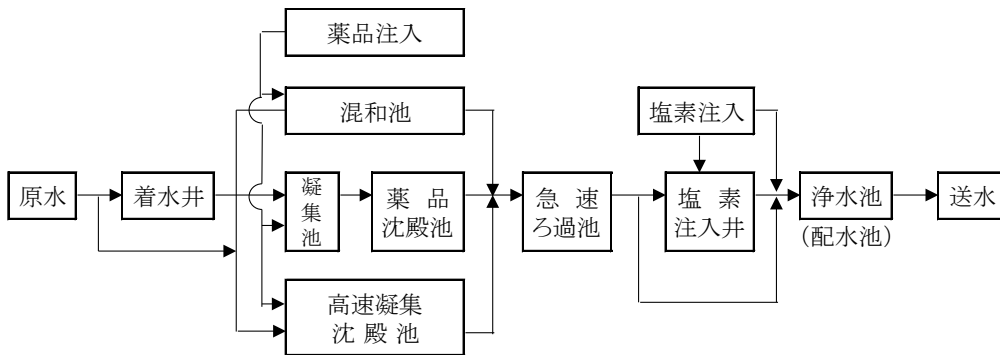 薬品注入
混和池
塩素注入
原水
着水井
凝
集
池
薬品
沈殿池
急速
ろ過池
塩素
注入井
浄水池
(配水池)
送水
高速凝集
沈殿池